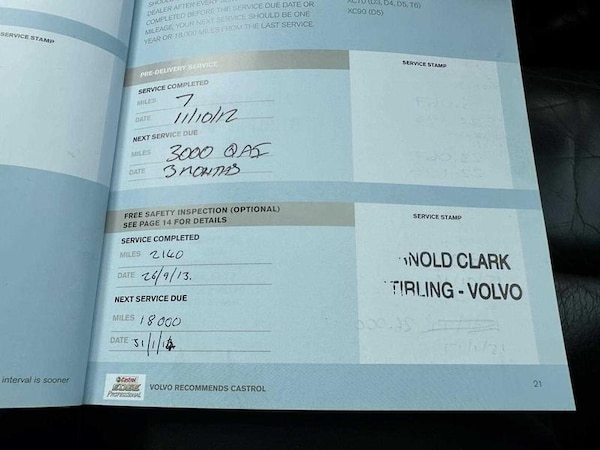 DEALER AFTER EVERY
COMPLETED BEFORE THE SERVICE DUE DATE OR
MILEAGE, YOUR NEXT SERVICE SHOULD BE ONE
YEAR OR 18,000 MILES FROM THE LAST SERVICE.
XC70 (D3, D4, D5, T6)
XC90 (D5)
SERVICE STAMP
PRE-DELIVERY SERVICE
SERVICE STAMP
SERVICE COMPLETED
MILES 7
DATE 11/10/12
NEXT SERVICE DUE
MILES 3000
DATE 3 MONTHS
FREE SAFETY INSPECTION (OPTIONAL)
SEE PAGE 14 FOR DETAILS
SERVICE STAMP
SERVICE COMPLETED
MILES 2140
DATE 26/9/13.
NOLD CLARK
TIRLING - VOLVO
NEXT SERVICE DUE
MILES 18000
DATE
interval is sooner
Castrol
EDGE
Professional
VOLVO RECOMMENDS CASTROL
21